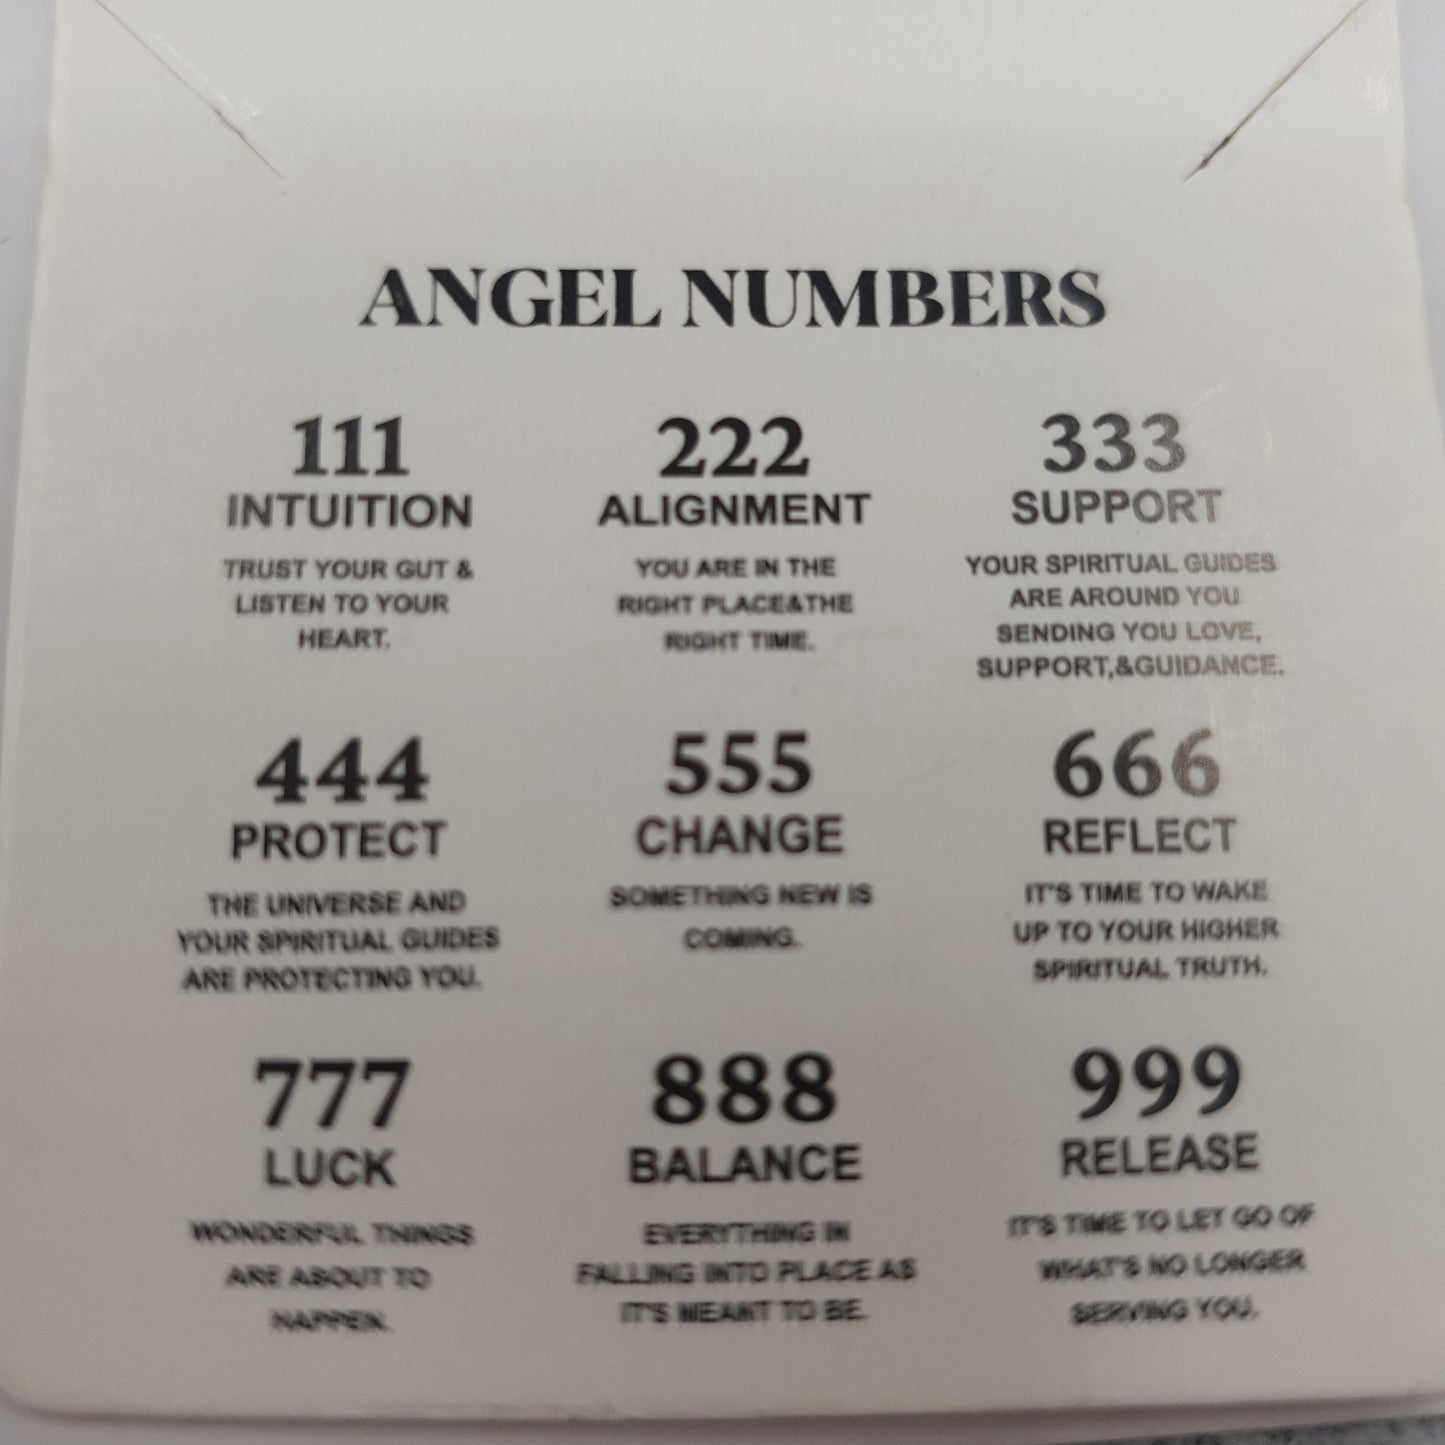 ANGEL NUMBERS
111
INTUITION
TRUST YOUR GUT &
LISTEN TO YOUR
HEART.
222
ALIGNMENT
YOU ARE IN THE
RIGHT PLACE&THE
RIGHT TIME.
333
SUPPORT
YOUR SPIRITUAL GUIDES
ARE AROUND YOU
SENDING YOU LOVE,
SUPPORT,&GUIDANCE.
444
PROTECT
THE UNIVERSE AND
YOUR SPIRITUAL GUIDES
ARE PROTECTING YOU.
555
CHANGE
SOMETHING NEW IS
COMING.
666
REFLECT
IT'S TIME TO WAKE
UP TO YOUR HIGHER
SPIRITUAL TRUTH.
777
LUCK
WONDERFUL THINGS
ARE ABOUT TO
HAPPEN.
888
BALANCE
EVERYTHING IN
FALLING INTO PLACE AS
IT'S MEANT TO BE.
999
RELEASE
IT'S TIME TO LET GO OF
WHAT'S NO LONGER
SERVING YOU.